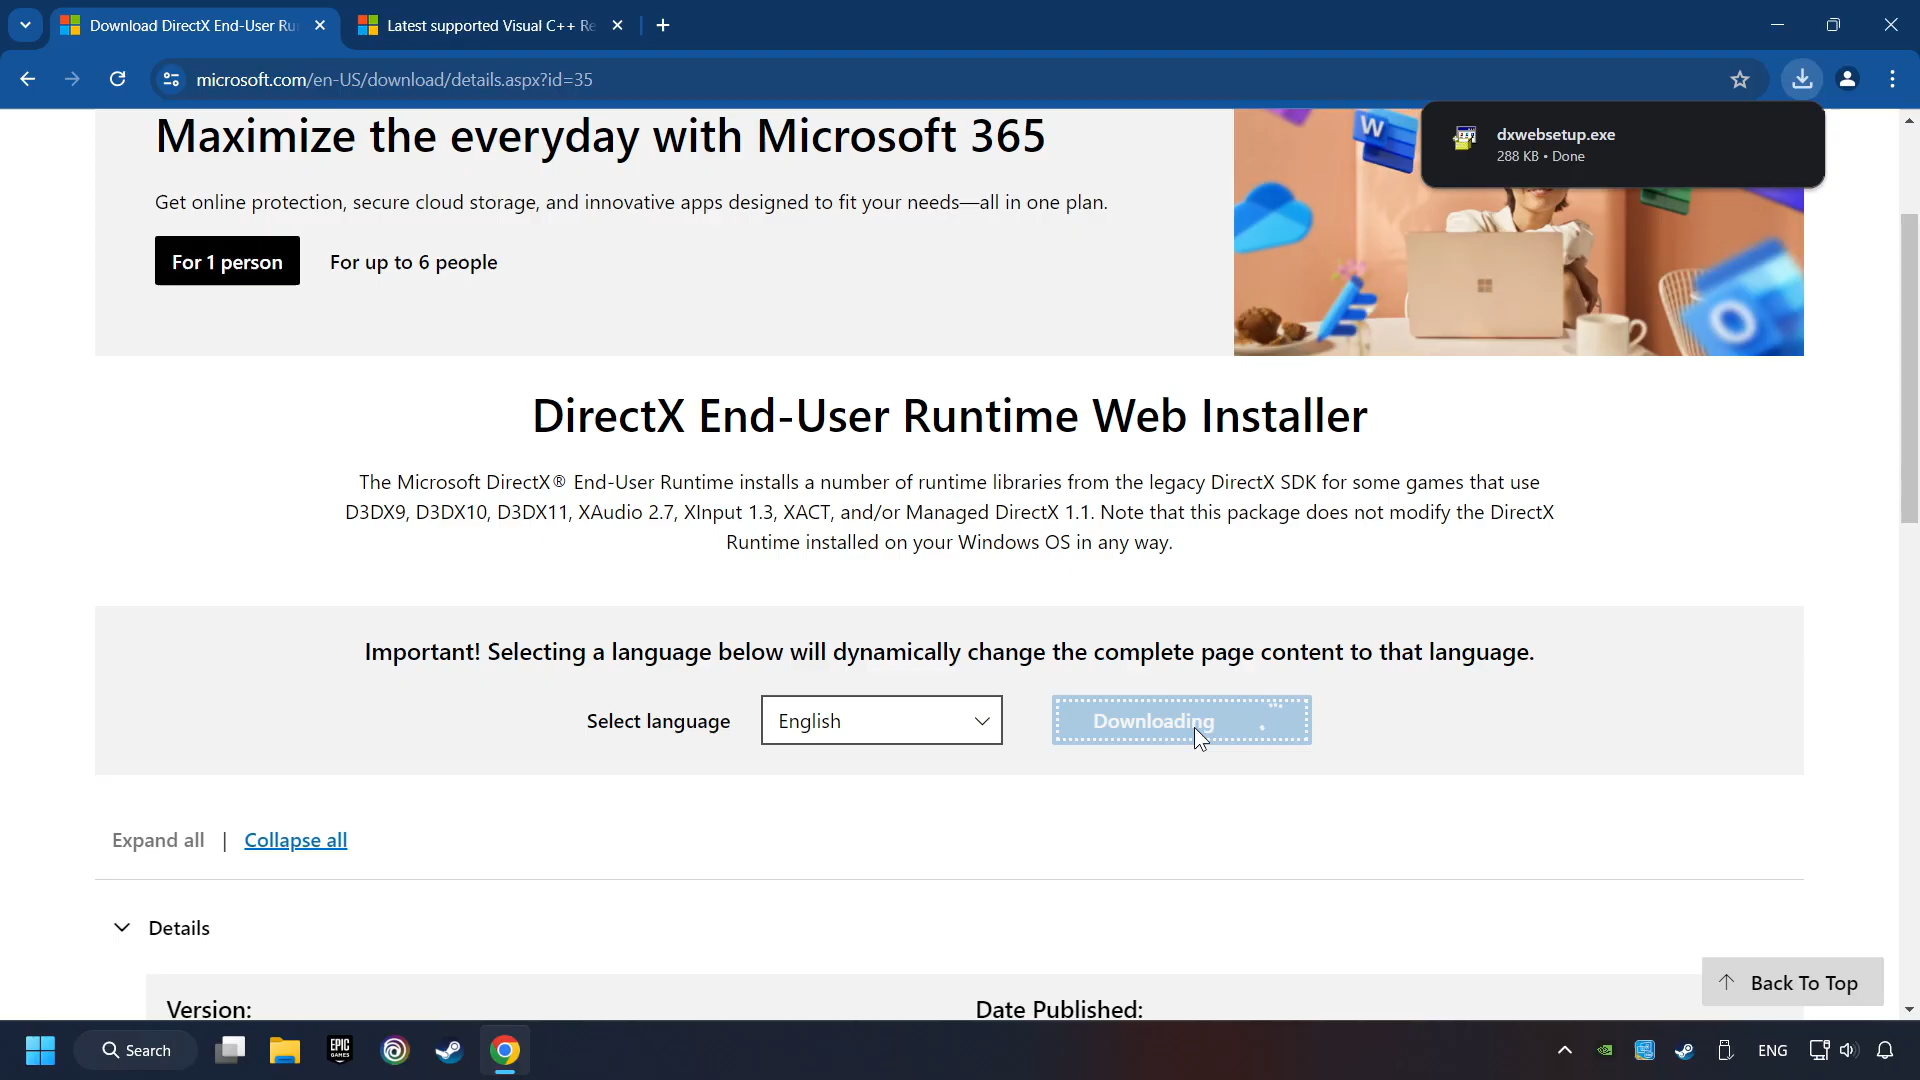 Download DirectX End-User Ru
Latest supported Visual C++ Re
microsoft.com/en-US/download/details.aspx?id=35
dxwebsetup.exe
288 KB • Done
Maximize the everyday with Microsoft 365
Get online protection, secure cloud storage, and innovative apps designed to fit your needs—all in one plan.
For 1 person
For up to 6 people
W
O
DirectX End-User Runtime Web Installer
The Microsoft DirectX® End-User Runtime installs a number of runtime libraries from the legacy DirectX SDK for some games that use
D3DX9, D3DX10, D3DX11, XAudio 2.7, XInput 1.3, XACT, and/or Managed DirectX 1.1. Note that this package does not modify the DirectX
Runtime installed on your Windows OS in any way.
Important! Selecting a language below will dynamically change the complete page content to that language.
Select language
English
Downloading
Expand all | Collapse all
Details
Back To Top
Version:
Date Published:
Search
EPIC
GAMES
ENG